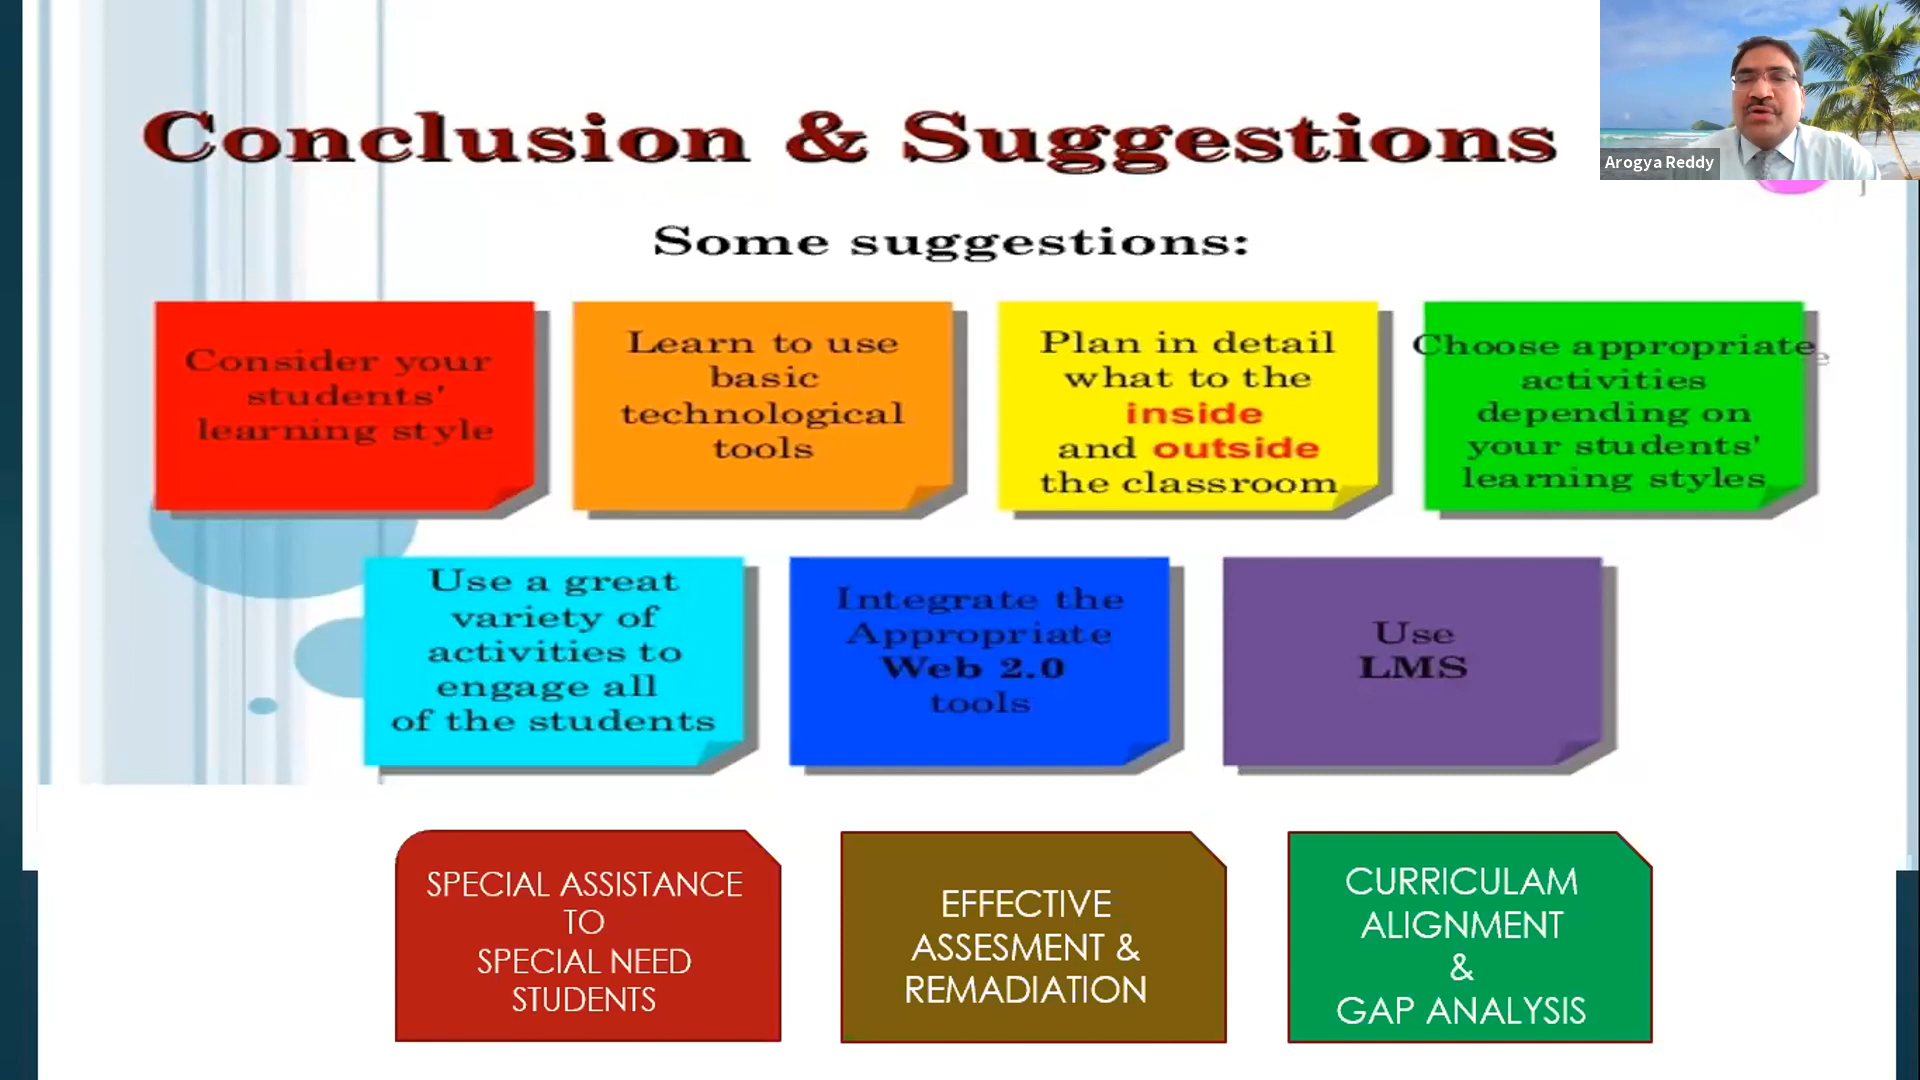 Conclusion & Suggestions
Arogya Reddy
Some suggestions:
Consider your
students'
learning style
Learn to use
basic
technological
tools
Plan in detail
what to the
inside
and outside
the classroom
Choose appropriate
activities
depending on
your students'
learning styles
Use a great
variety of
activities to
engage all
of the students
Integrate the
Appropriate
Web 2.0
tools
Use
LMS
SPECIAL ASSISTANCE
TO
SPECIAL NEED
STUDENTS
EFFECTIVE
ASSESMENT &
REMADIATION
CURRICULAM
ALIGNMENT
&
GAP ANALYSIS